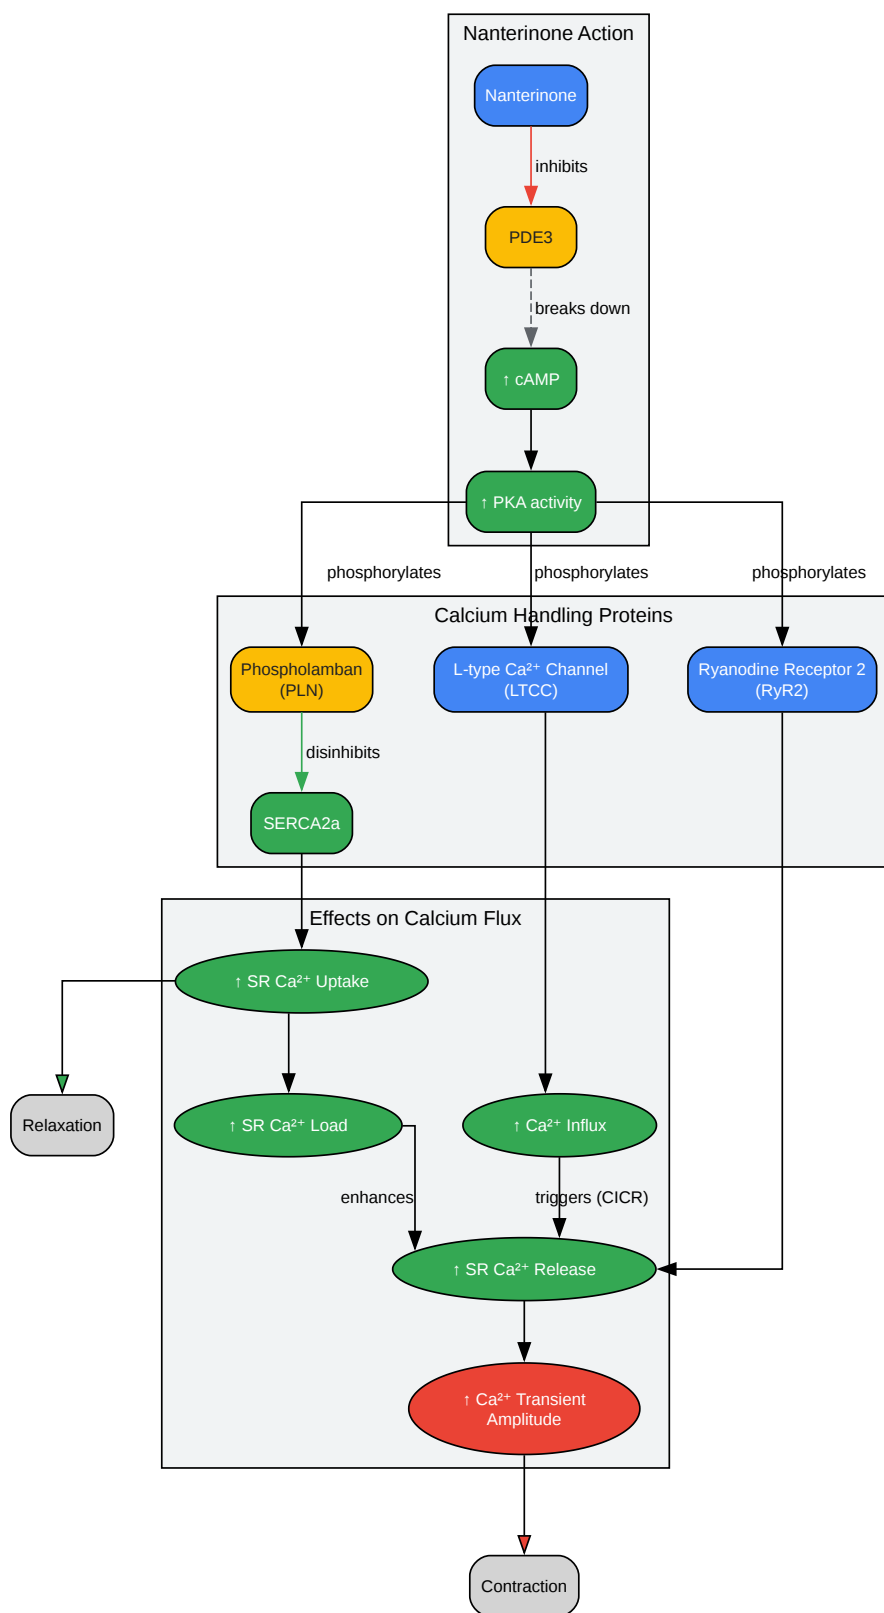 Nanterinone Action
Nanterinone
inhibits
PDE3
breaks down
↑ cAMP
↑ PKA activity
phosphorylates
phosphorylates
phosphorylates
Calcium Handling Proteins
Phospholamban
(PLN)
L-type Ca²⁺ Channel
(LTCC)
Ryanodine Receptor 2
(RyR2)
disinhibits
SERCA2a
Effects on Calcium Flux
↑ SR Ca²⁺ Uptake
Relaxation
↑ SR Ca²⁺ Load
↑ Ca²⁺ Influx
enhances
triggers (CICR)
↑ SR Ca²⁺ Release
↑ Ca²⁺ Transient
Amplitude
Contraction